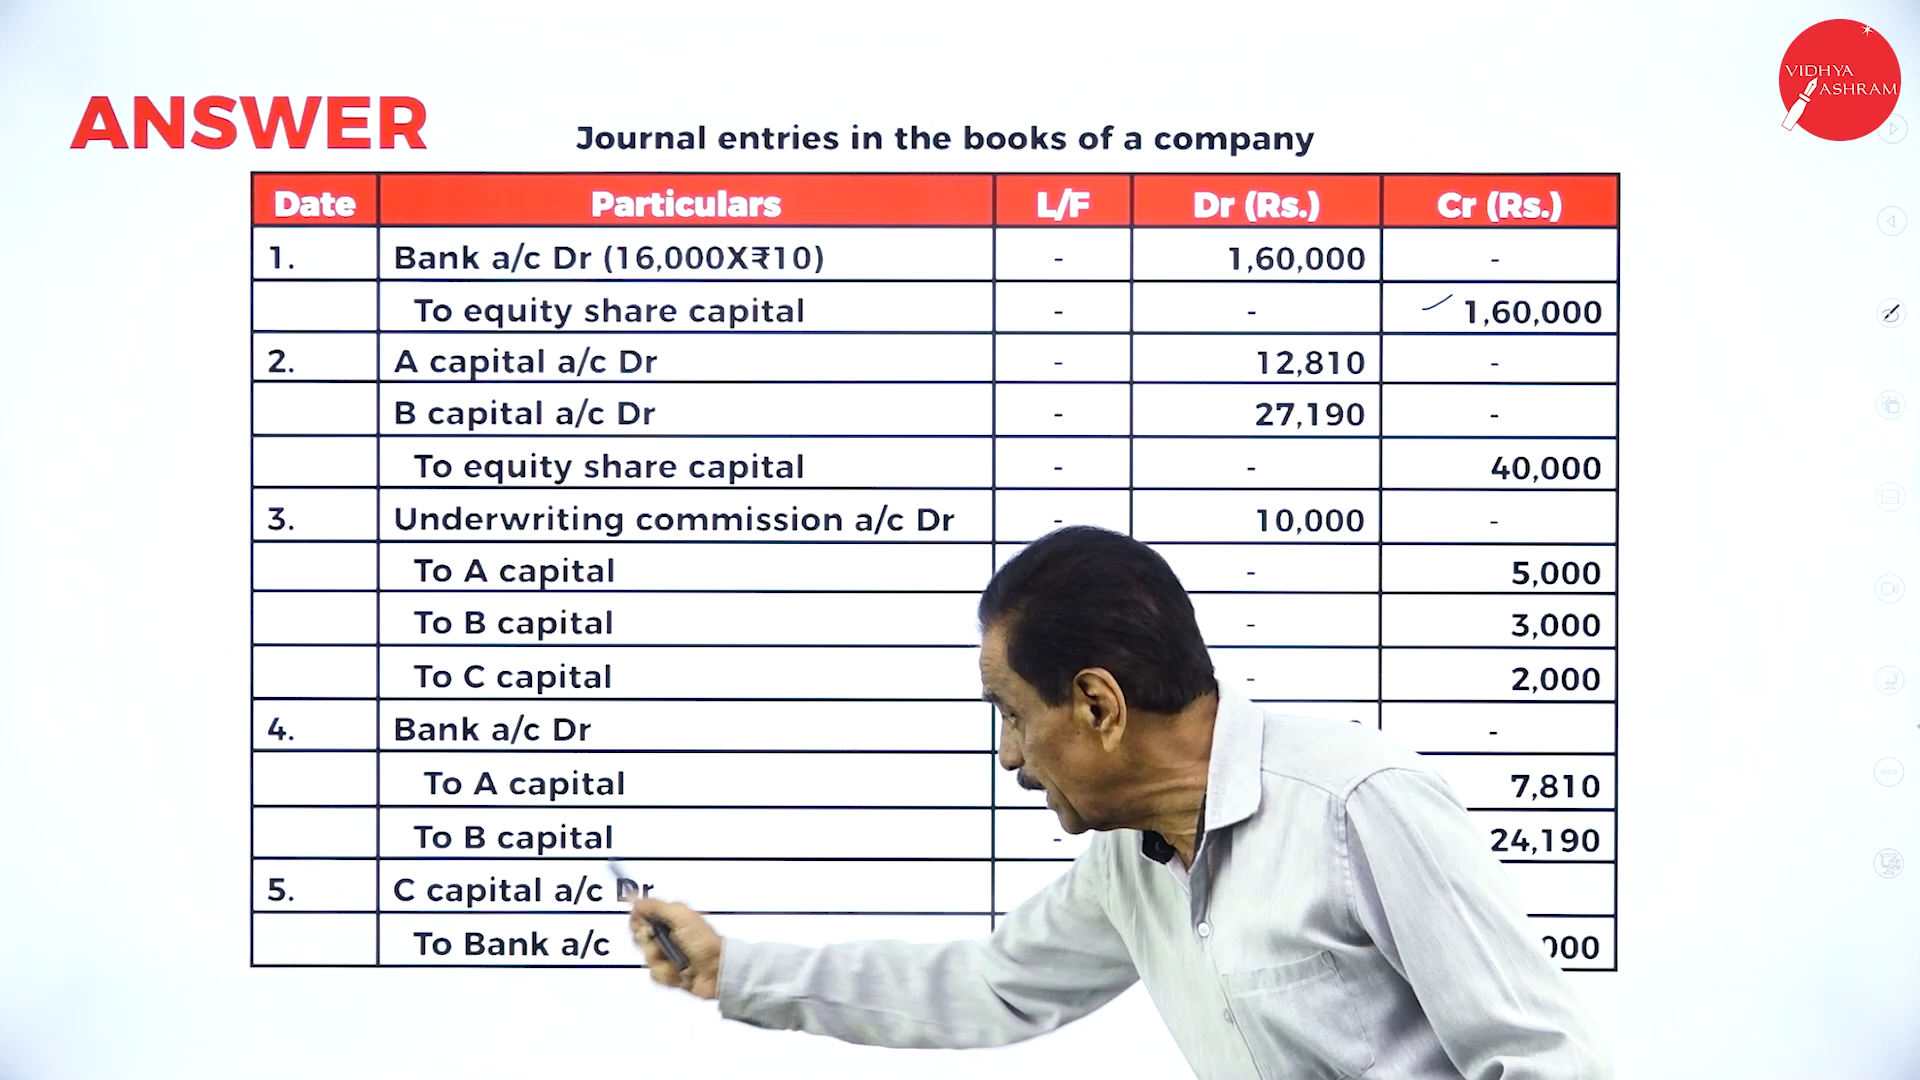 VIDHYA
ASHRAM
ANSWER
Journal entries in the books of a company
Date Particulars L/F Dr (Rs.) Cr (Rs.)
1. Bank a/c Dr (16,000X₹10) - 1,60,000 -
To equity share capital - - 1,60,000
2. A capital a/c Dr - 12,810 -
B capital a/c Dr - 27,190 -
To equity share capital - - 40,000
3. Underwriting commission a/c Dr - 10,000 -
To A capital - 5,000
To B capital - 3,000
To C capital - 2,000
4. Bank a/c Dr -
To A capital 7,810
To B capital - 24,190
5. C capital a/c Dr
To Bank a/c